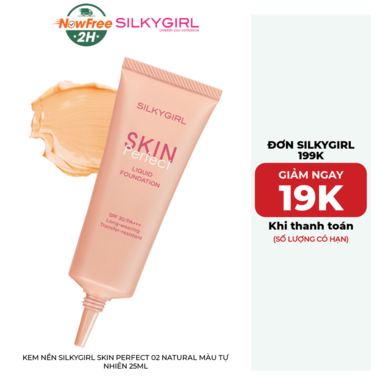 NowFree
2H
SILKYGIRL
Unleash your confidence.
SILKYGIRL
SKIN
Perfect
LIQUID
FOUNDATION
SPF 30/PA+++
Long-wearing
Transfer-resistant
ĐƠN SILKYGIRL
199K
GIẢM NGAY
19K
Khi thanh toán
(SỐ LƯỢNG CÓ HẠN)
KEM NỀN SILKYGIRL SKIN PERFECT 02 NATURAL MÀU TỰ
NHIÊN 25ML